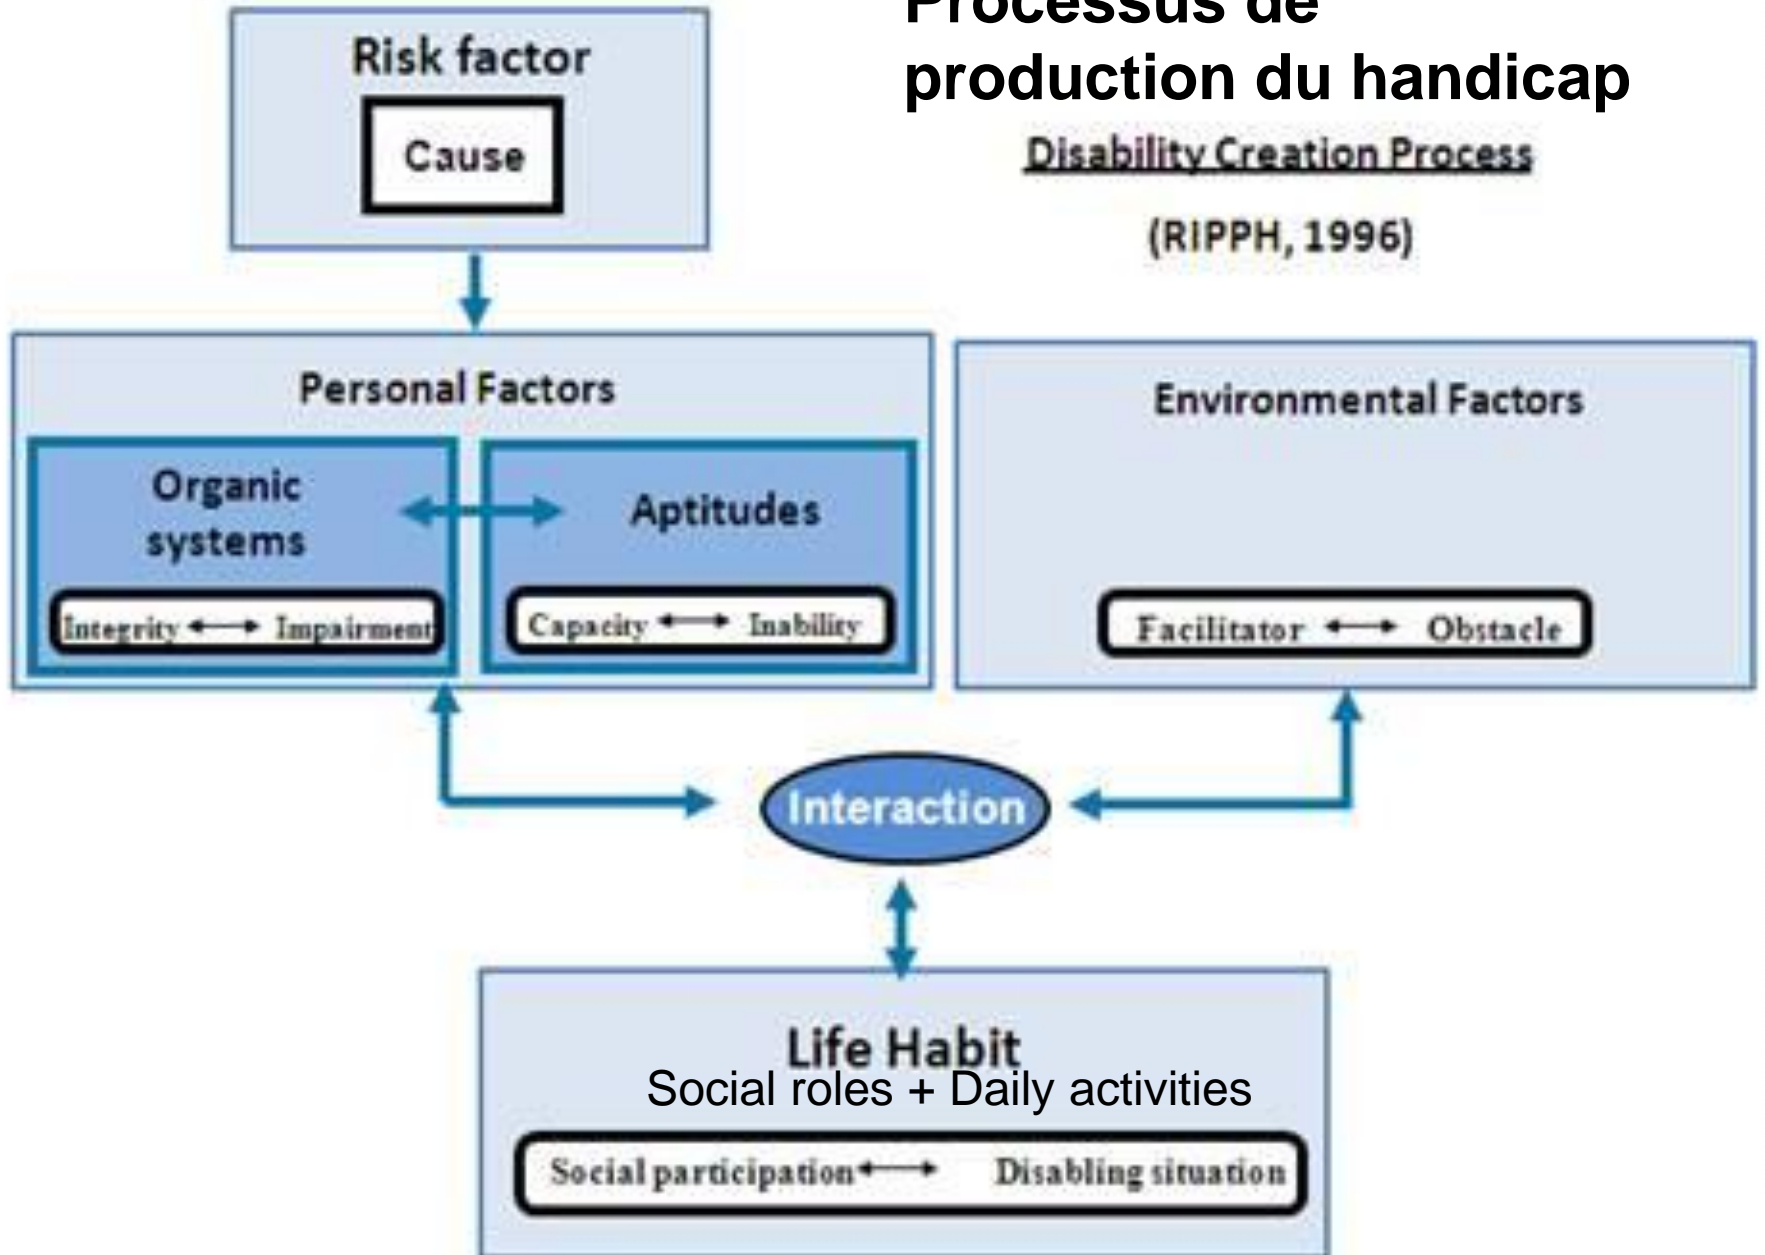 Processus de
production du handicap
Disability Creation Process
(RIPPH, 1996)
Risk factor
Cause
Personal Factors
Organic
systems
Integrity ↔ Impairment
Aptitudes
Capacity ↔ Inability
Environmental Factors
Facilitator ↔ Obstacle
Interaction
Life Habit
Social roles + Daily activities
Social participation ↔ Disabling situation